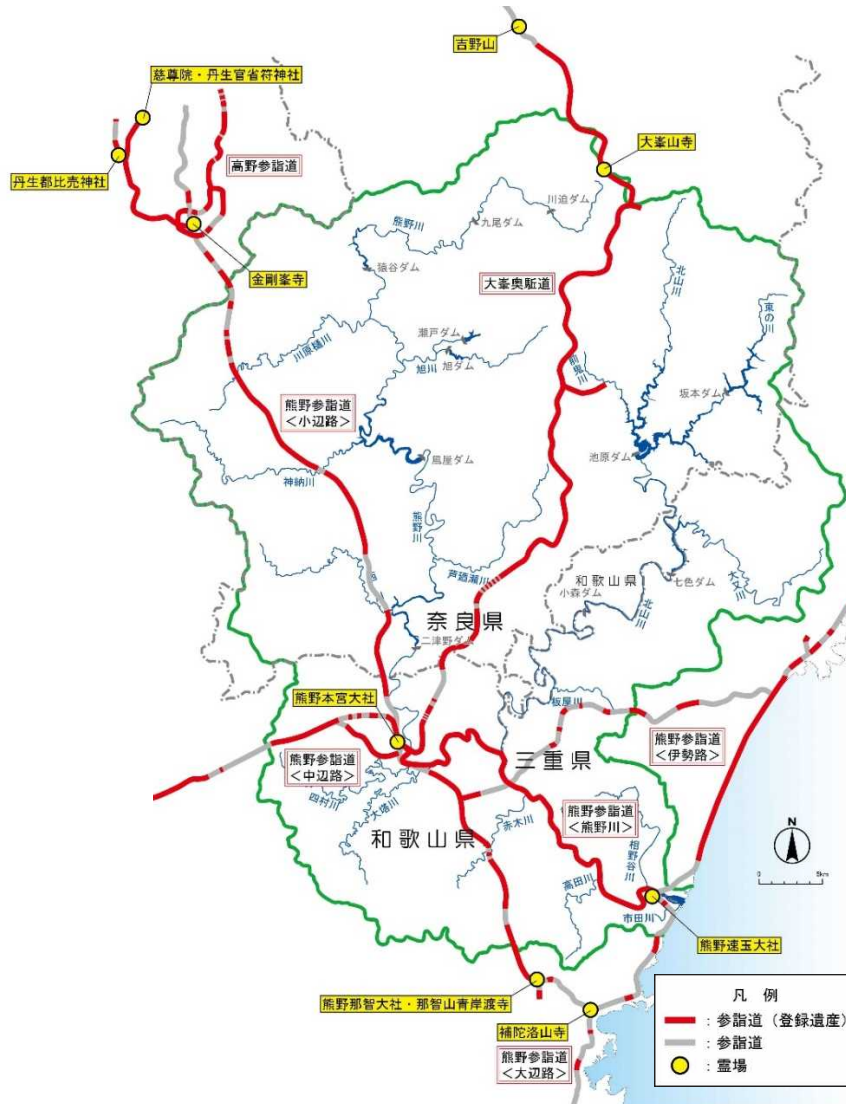 吉野山
慈尊院・丹生官省符神社
大峯山寺
高野参詣道
丹生都比売神社
川迫ダム
熊野川
九尾ダム
猿谷ダム
北山川
金剛峯寺
大峯奥駈道
東の川
瀬戸ダム
川原樋川
旭川
旭ダム
前鬼川
坂本ダム
熊野参詣道
<小辺路>
風屋ダム
池原ダム
神納川
熊野川
芦廼瀬川
和歌山県
七色ダム
大又川
小森ダム
北山川
奈良県
二津野ダム
熊野本宮大社
板屋川
熊野参詣道
<伊勢路>
三重県
熊野参詣道
<中辺路>
四村川
大塔川
熊野参詣道
<熊野川>
赤木川
和歌山県
相野谷川
高田川
N
5km
市田川
熊野速玉大社
熊野那智大社・那智山青岸渡寺
補陀洛山寺
熊野参詣道
<大辺路>
凡 例
:参詣道(登録遺産)
:参詣道
:霊場